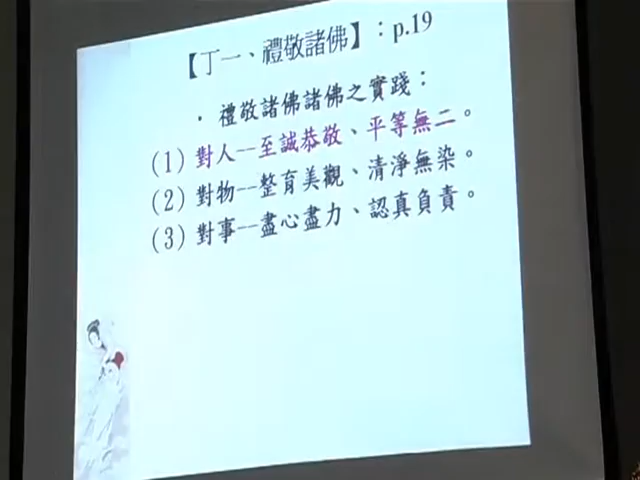 【丁一、禮敬諸佛】：p.19
．禮敬諸佛諸佛之實踐：
(1) 對人─至誠恭敬、平等無二。
(2) 對物─整育美觀、清淨無染。
(3) 對事─盡心盡力、認真負責。